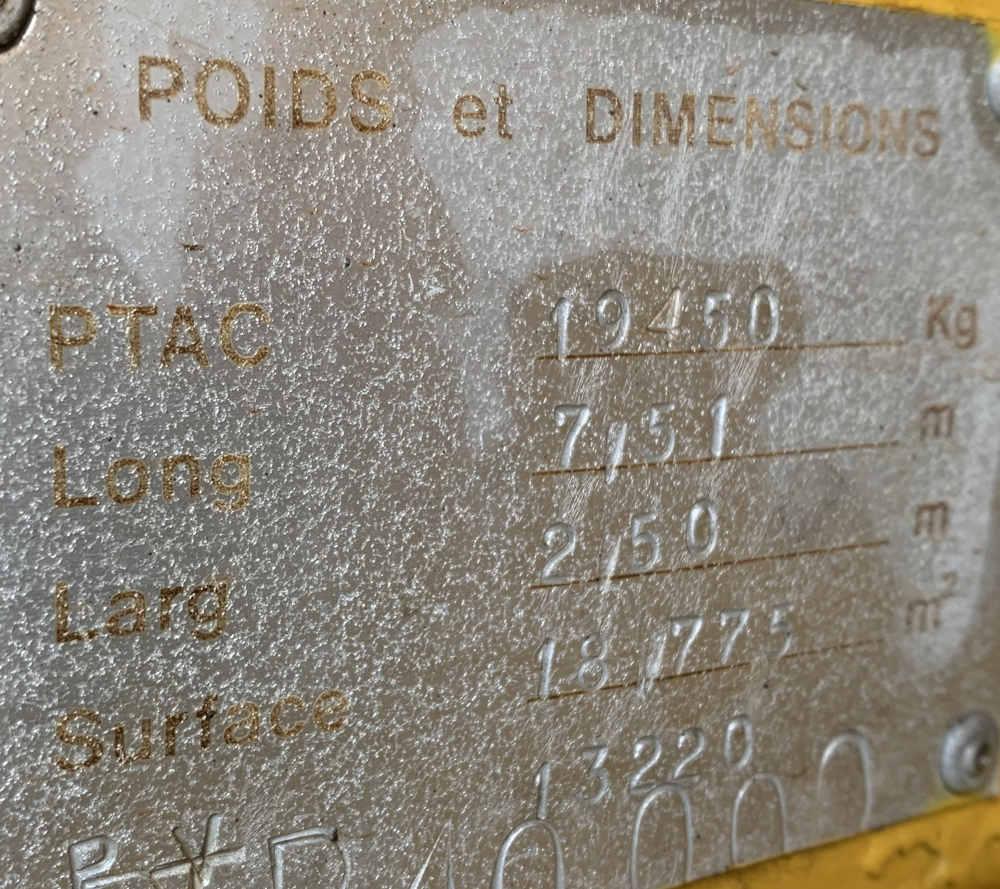 POIDS et DIMENSIONS
PTAC 19450 Kg
Long 7,51 m
Larg 2,50 m
Surface 18,775 m²
13220